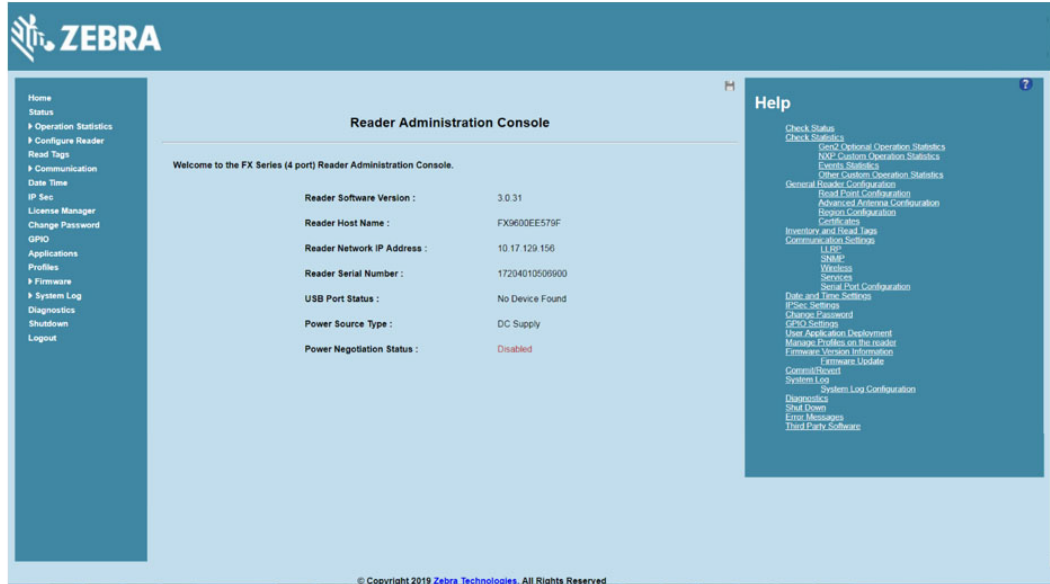 ZEBRA
Home
Status
Operation Statistics
Configure Reader
Read Tags
Communication
Date Time
IP Sec
License Manager
Change Password
GPIO
Applications
Profiles
Firmware
System Log
Diagnostics
Shutdown
Logout
Reader Administration Console
Welcome to the FX Series (4 port) Reader Administration Console.
Reader Software Version : 3.0.31
Reader Host Name : FX9600EE579F
Reader Network IP Address : 10.17.129.156
Reader Serial Number : 17204010506900
USB Port Status : No Device Found
Power Source Type : DC Supply
Power Negotiation Status : Disabled
?
Help
Check Status
Check Statistics
Gen2 Optional Operation Statistics
NXP Custom Operation Statistics
Events Statistics
Other Custom Operation Statistics
General Reader Configuration
Read Point Configuration
Advanced Antenna Configuration
Region Configuration
Certificates
Inventory and Read Tags
Communication Settings
LLRP
SNMP
Wireless
Services
Serial Port Configuration
Date and Time Settings
IPSec Settings
Change Password
GPIO Settings
User Application Deployment
Manage Profiles on the reader
Firmware Version Information
Firmware Update
Commit/Revert
System Log
System Log Configuration
Diagnostics
Shut Down
Error Messages
Third Party Software
© Copyright 2019 Zebra Technologies. All Rights Reserved